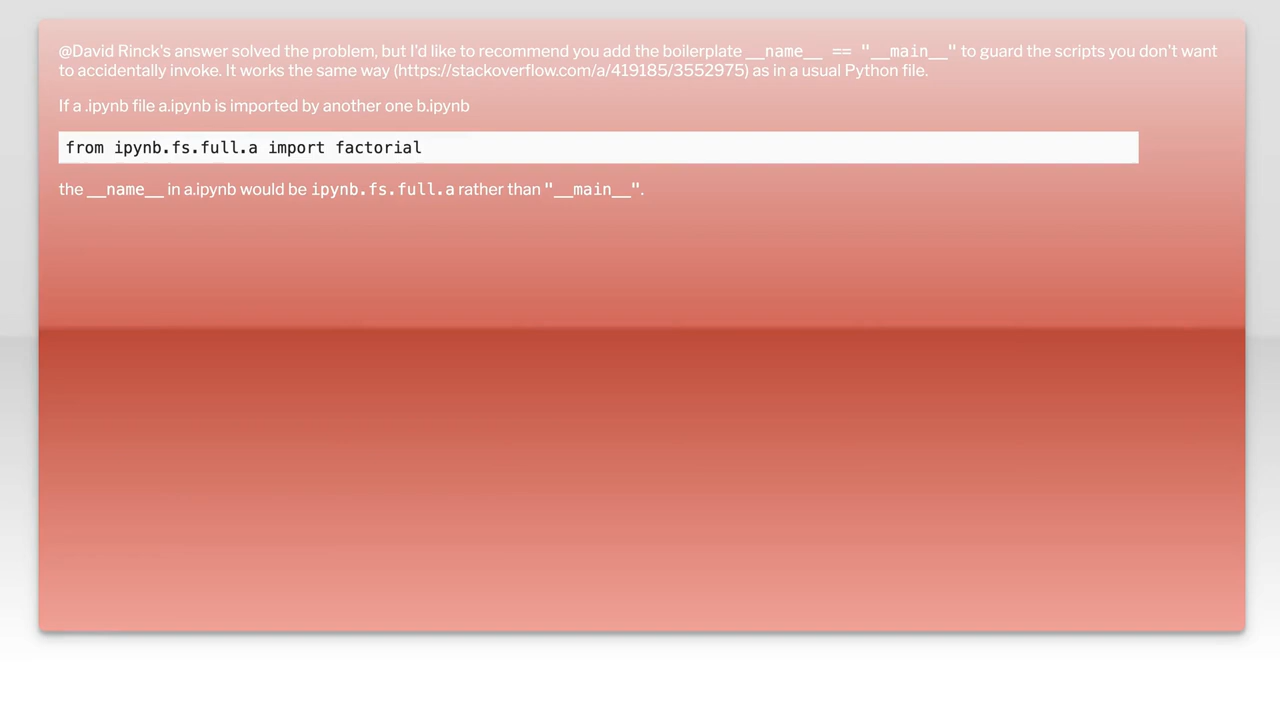 @David Rinck's answer solved the problem, but I'd like to recommend you add the boilerplate __name__ == "__main__" to guard the scripts you don't want
to accidentally invoke. It works the same way (https://stackoverflow.com/a/419185/3552975) as in a usual Python file.
If a .ipynb file a.ipynb is imported by another one b.ipynb
from ipynb.fs.full.a import factorial
the __name__ in a.ipynb would be ipynb.fs.full.a rather than "__main__".